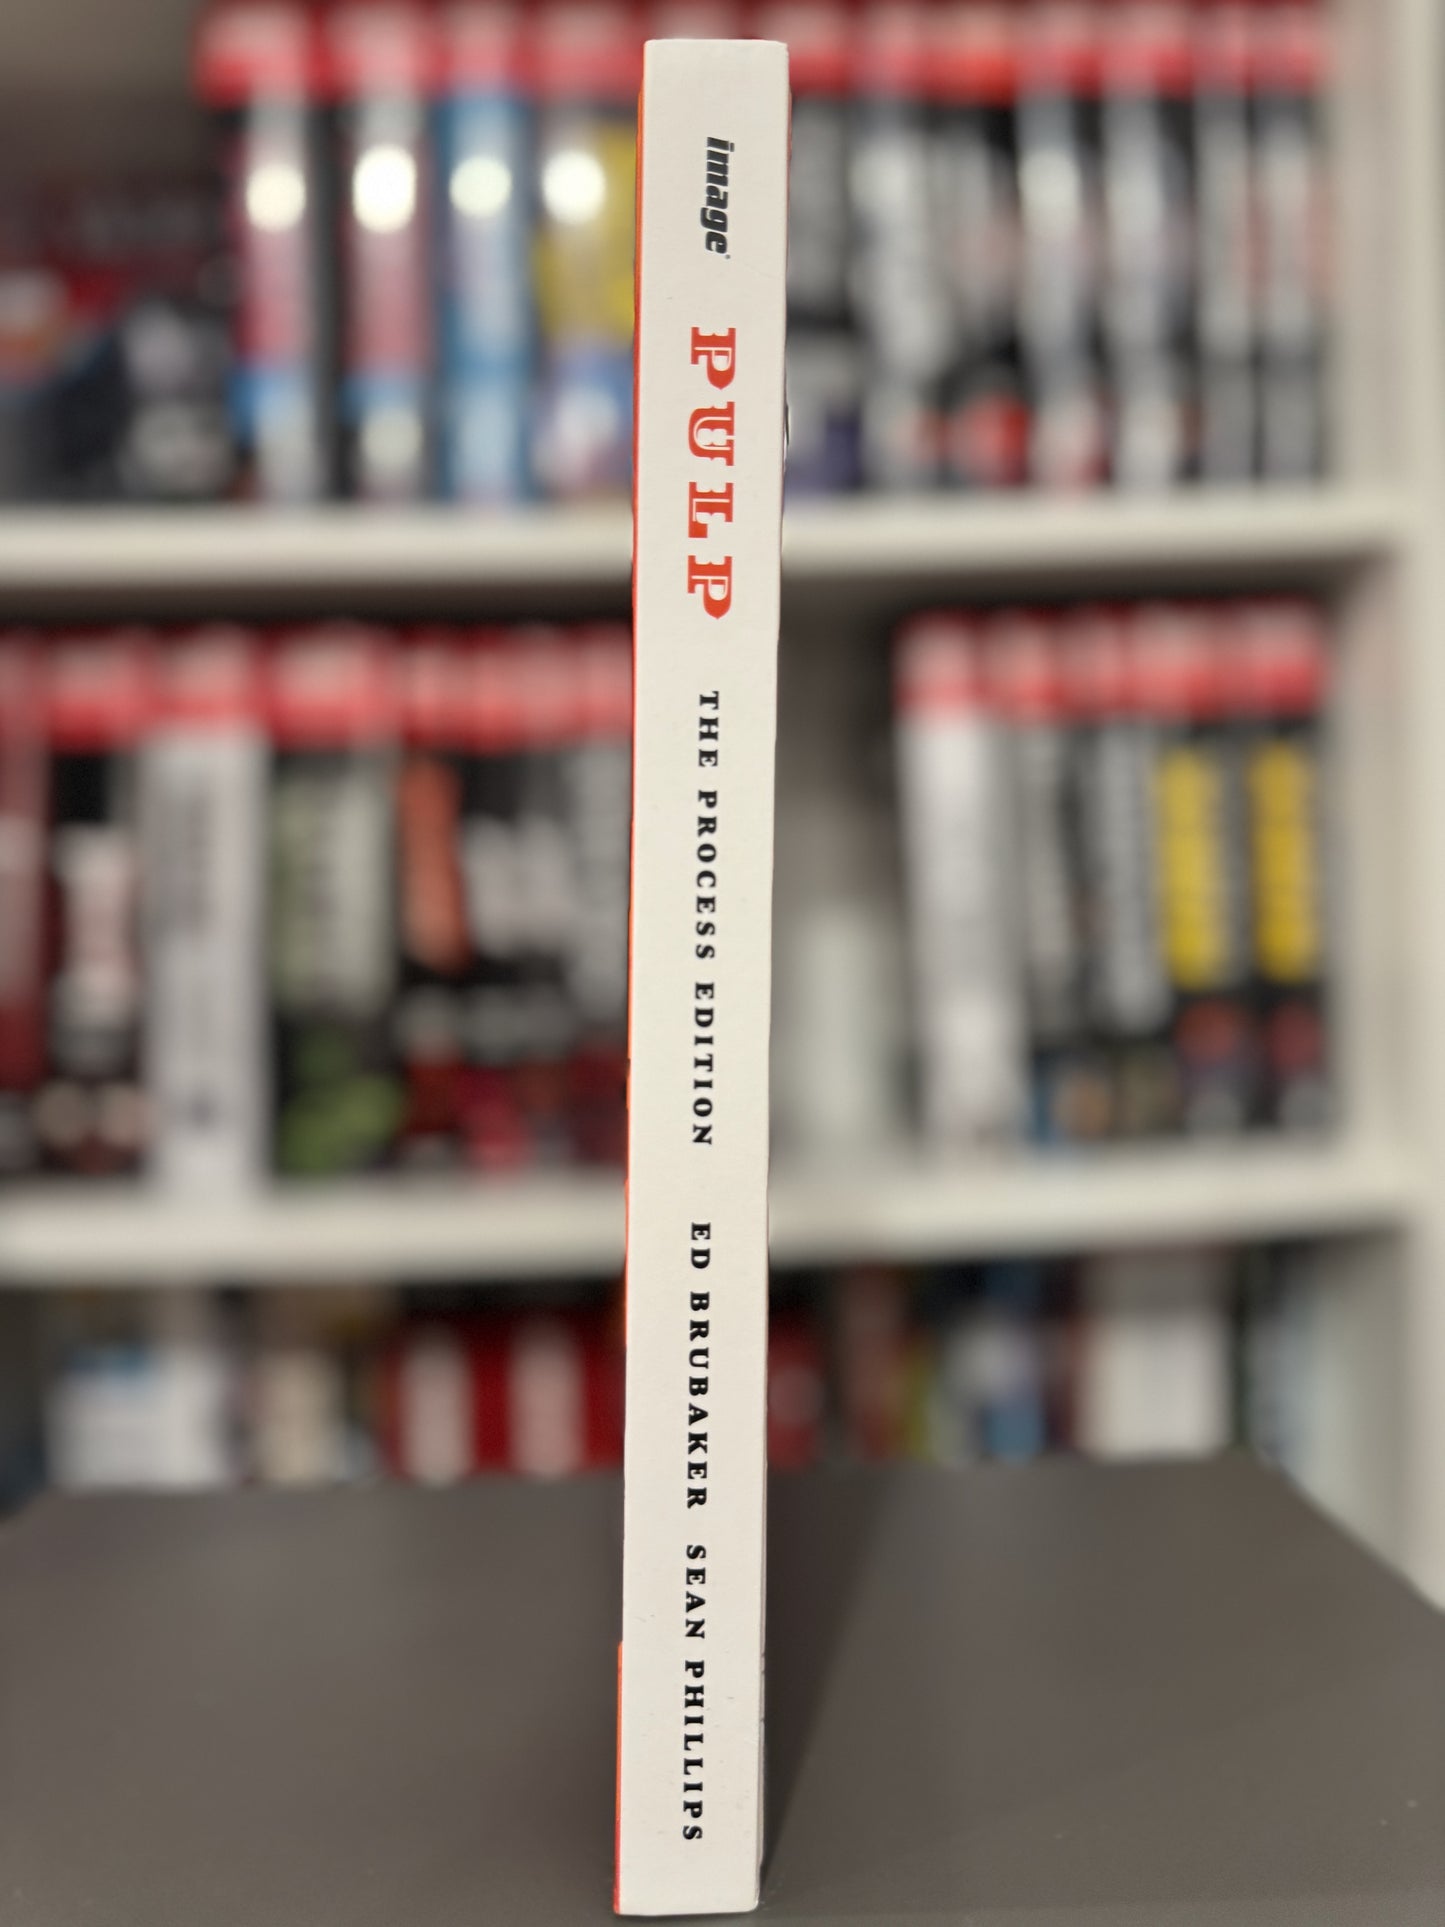 image
PULP
THE PROCESS EDITION
ED BRUBAKER SEAN PHILLIPS